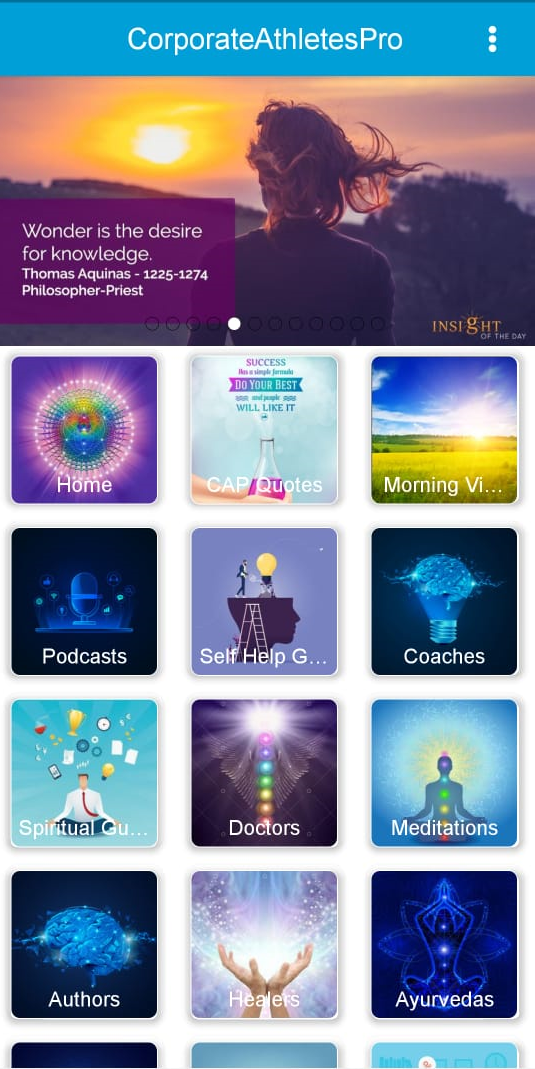 CorporateAthletesPro
Wonder is the desire
for knowledge.
Thomas Aquinas - 1225-1274
Philosopher-Priest
INSIGHT
OF THE DAY
SUCCESS
Has a simple formula
DO YOUR BEST
and people
WILL LIKE IT
Home
CAP Quotes
Morning Vi...
Podcasts
Self Help G...
Coaches
Spiritual Gu...
Doctors
Meditations
Authors
Healers
Ayurvedas